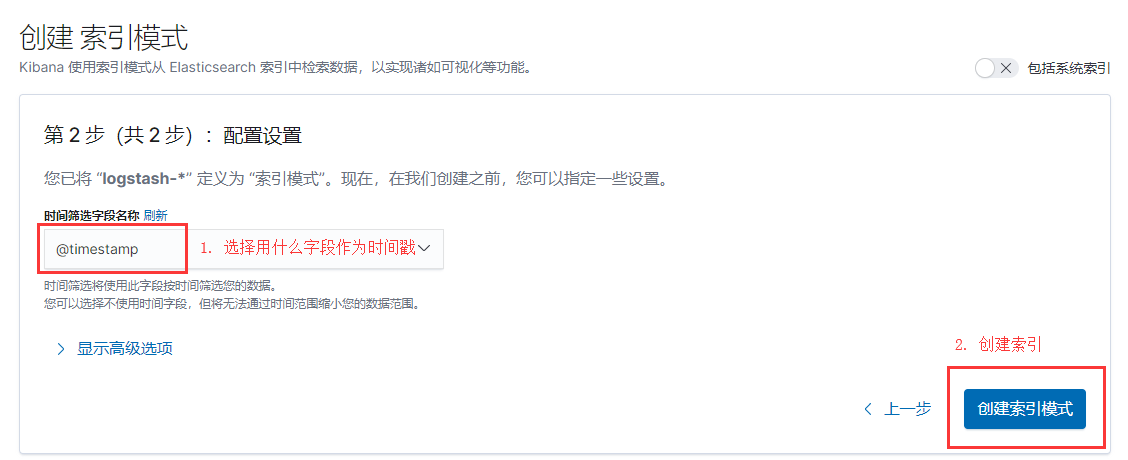 创建 索引模式
Kibana 使用索引模式从 Elasticsearch 索引中检索数据，以实现诸如可视化等功能。
包括系统索引
第 2 步（共 2 步）：配置设置
您已将 “logstash-*” 定义为 “索引模式”。现在，在我们创建之前，您可以指定一些设置。
时间筛选字段名称 刷新
@timestamp 1. 选择用什么字段作为时间戳
时间筛选将使用此字段按时间筛选您的数据。
您可以选择不使用时间字段，但将无法通过时间范围缩小您的数据范围。
显示高级选项
2. 创建索引
上一步 创建索引模式